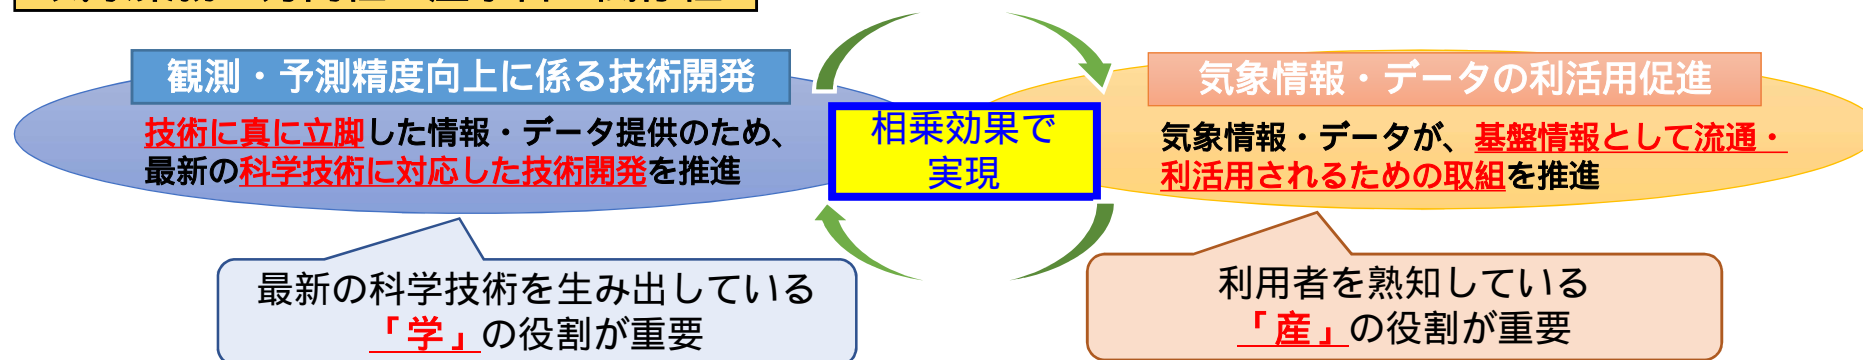 観測・予測精度向上に係る技術開発
技術に真に立脚した情報・データ提供のため、
最新の科学技術に対応した技術開発を推進
相乗効果で
実現
気象情報・データの利活用促進
気象情報・データが、基盤情報として流通・
利活用されるための取組を推進
最新の科学技術を生み出している
「学」の役割が重要
利用者を熟知している
「産」の役割が重要